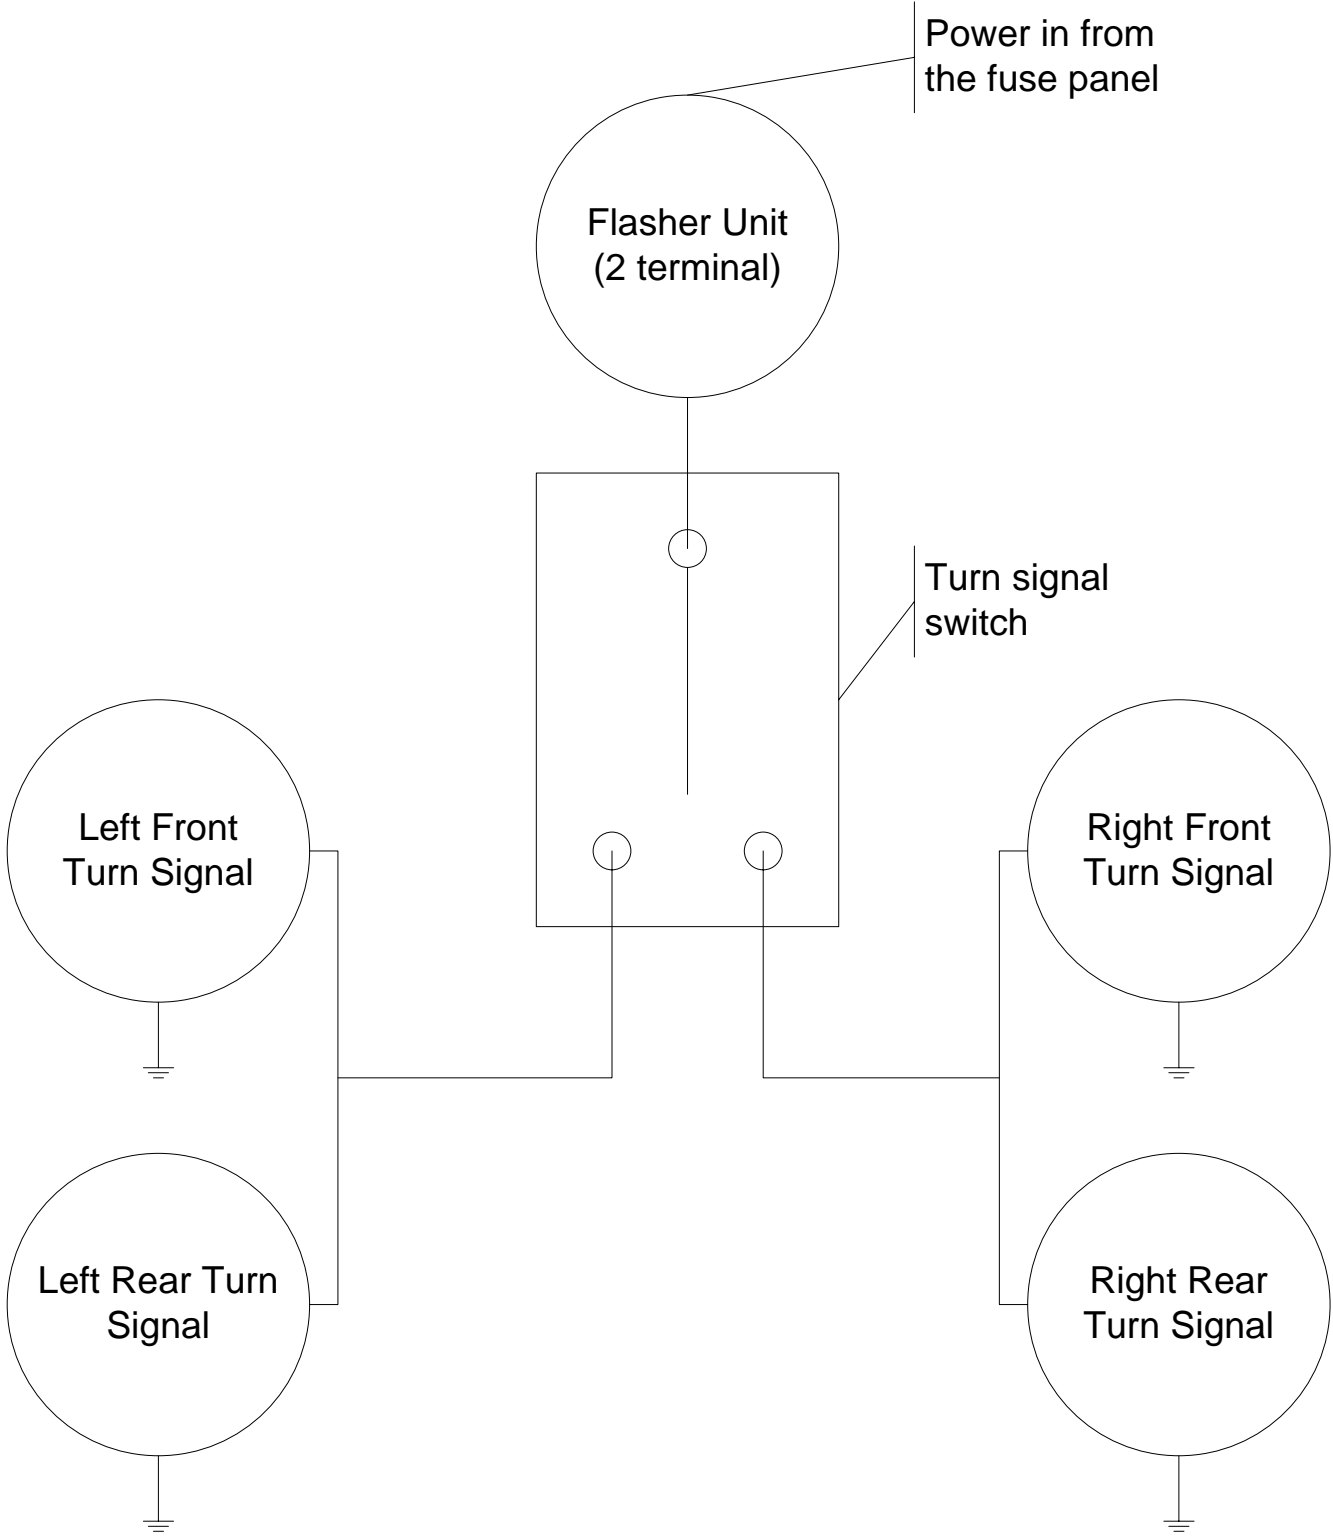 Power in from
the fuse panel
Flasher Unit
(2 terminal)
Turn signal
switch
Left Front
Turn Signal
Right Front
Turn Signal
Left Rear Turn
Signal
Right Rear
Turn Signal